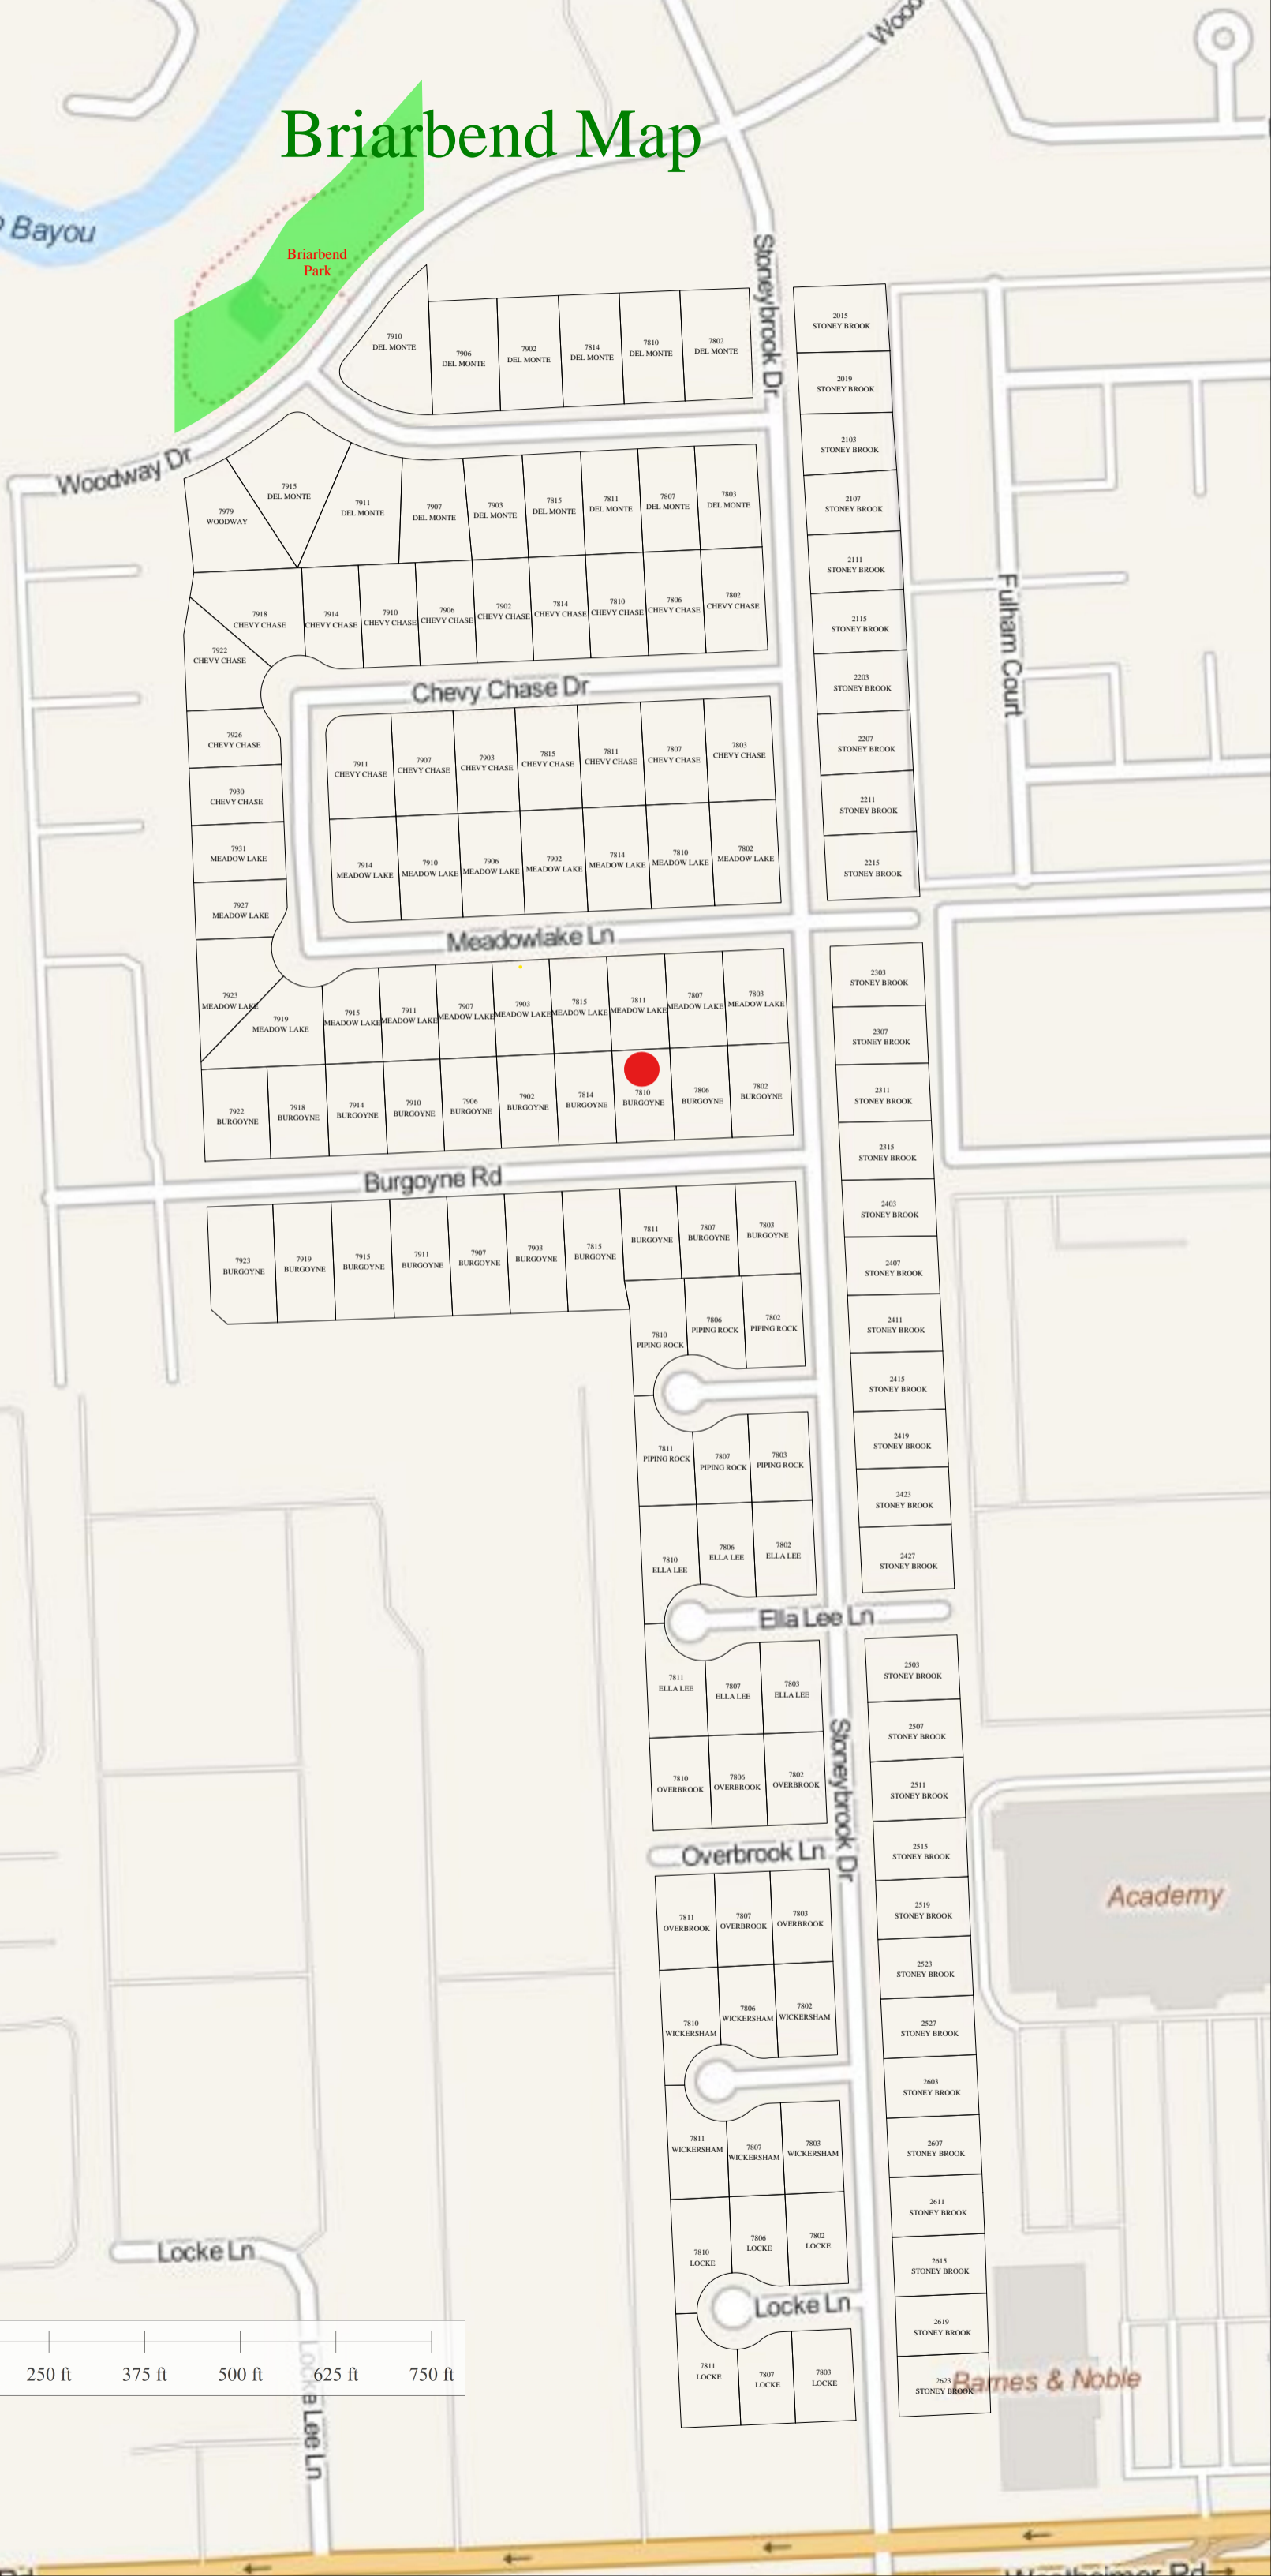 Briarbend Map
Bayou
Briarbend
Park
Stoneybrook Dr
Woodway Dr
Fulham Court
7910
DEL MONTE
7906
DEL MONTE
7902
DEL MONTE
7814
DEL MONTE
7810
DEL MONTE
7802
DEL MONTE
2015
STONEY BROOK
2019
STONEY BROOK
2103
STONEY BROOK
2107
STONEY BROOK
2111
STONEY BROOK
2115
STONEY BROOK
2203
STONEY BROOK
2207
STONEY BROOK
2211
STONEY BROOK
2215
STONEY BROOK
7979
WOODWAY
7915
DEL MONTE
7911
DEL MONTE
7907
DEL MONTE
7903
DEL MONTE
7815
DEL MONTE
7811
DEL MONTE
7807
DEL MONTE
7803
DEL MONTE
7922
CHEVY CHASE
7918
CHEVY CHASE
7914
CHEVY CHASE
7910
CHEVY CHASE
7906
CHEVY CHASE
7902
CHEVY CHASE
7814
CHEVY CHASE
7810
CHEVY CHASE
7806
CHEVY CHASE
7802
CHEVY CHASE
Chevy Chase Dr
7926
CHEVY CHASE
7930
CHEVY CHASE
7931
MEADOW LAKE
7927
MEADOW LAKE
7911
CHEVY CHASE
7907
CHEVY CHASE
7903
CHEVY CHASE
7815
CHEVY CHASE
7811
CHEVY CHASE
7807
CHEVY CHASE
7803
CHEVY CHASE
7914
MEADOW LAKE
7910
MEADOW LAKE
7906
MEADOW LAKE
7902
MEADOW LAKE
7814
MEADOW LAKE
7810
MEADOW LAKE
7802
MEADOW LAKE
Meadowlake Ln
7923
MEADOW LAKE
7919
MEADOW LAKE
7915
MEADOW LAKE
7911
MEADOW LAKE
7907
MEADOW LAKE
7903
MEADOW LAKE
7815
MEADOW LAKE
7811
MEADOW LAKE
7807
MEADOW LAKE
7803
MEADOW LAKE
7922
BURGOYNE
7918
BURGOYNE
7914
BURGOYNE
7910
BURGOYNE
7906
BURGOYNE
7902
BURGOYNE
7814
BURGOYNE
7810
BURGOYNE
7806
BURGOYNE
7802
BURGOYNE
Burgoyne Rd
7923
BURGOYNE
7919
BURGOYNE
7915
BURGOYNE
7911
BURGOYNE
7907
BURGOYNE
7903
BURGOYNE
7815
BURGOYNE
7811
BURGOYNE
7807
BURGOYNE
7803
BURGOYNE
2303
STONEY BROOK
2307
STONEY BROOK
2311
STONEY BROOK
2315
STONEY BROOK
2403
STONEY BROOK
2407
STONEY BROOK
2411
STONEY BROOK
2415
STONEY BROOK
2419
STONEY BROOK
2423
STONEY BROOK
2427
STONEY BROOK
7810
PIPING ROCK
7806
PIPING ROCK
7802
PIPING ROCK
7811
PIPING ROCK
7807
PIPING ROCK
7803
PIPING ROCK
7810
ELLA LEE
7806
ELLA LEE
7802
ELLA LEE
Ella Lee Ln
7811
ELLA LEE
7807
ELLA LEE
7803
ELLA LEE
7810
OVERBROOK
7806
OVERBROOK
7802
OVERBROOK
Stoneybrook Dr
Overbrook Ln
7811
OVERBROOK
7807
OVERBROOK
7803
OVERBROOK
7810
WICKERSHAM
7806
WICKERSHAM
7802
WICKERSHAM
7811
WICKERSHAM
7807
WICKERSHAM
7803
WICKERSHAM
7810
LOCKE
7806
LOCKE
7802
LOCKE
Locke Ln
7811
LOCKE
7807
LOCKE
7803
LOCKE
2503
STONEY BROOK
2507
STONEY BROOK
2511
STONEY BROOK
2515
STONEY BROOK
2519
STONEY BROOK
2523
STONEY BROOK
2527
STONEY BROOK
2603
STONEY BROOK
2607
STONEY BROOK
2611
STONEY BROOK
2615
STONEY BROOK
2619
STONEY BROOK
2623
STONEY BROOK
Academy
Barnes & Noble
Locke Ln
250 ft
375 ft
500 ft
625 ft
750 ft
Lee Ln
Westheimer Rd